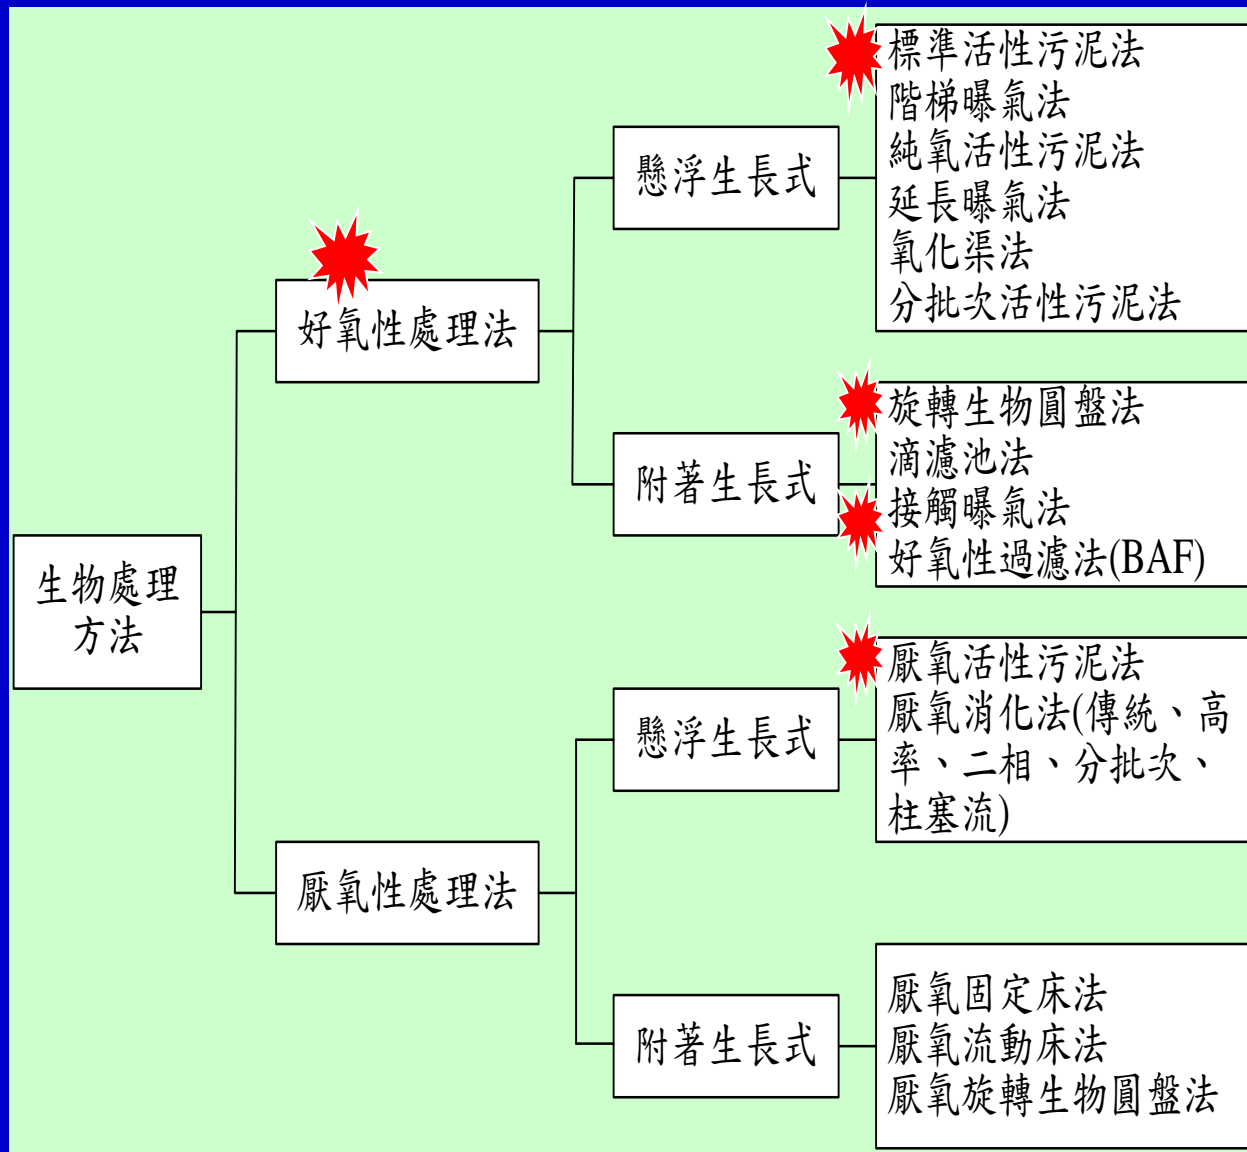 生物處理
方法
好氧性處理法
懸浮生長式
標準活性污泥法
階梯曝氣法
純氧活性污泥法
延長曝氣法
氧化渠法
分批次活性污泥法
附著生長式
旋轉生物圓盤法
滴濾池法
接觸曝氣法
好氧性過濾法(BAF)
厭氧性處理法
懸浮生長式
厭氧活性污泥法
厭氧消化法(傳統、高
率、二相、分批次、
柱塞流)
附著生長式
厭氧固定床法
厭氧流動床法
厭氧旋轉生物圓盤法